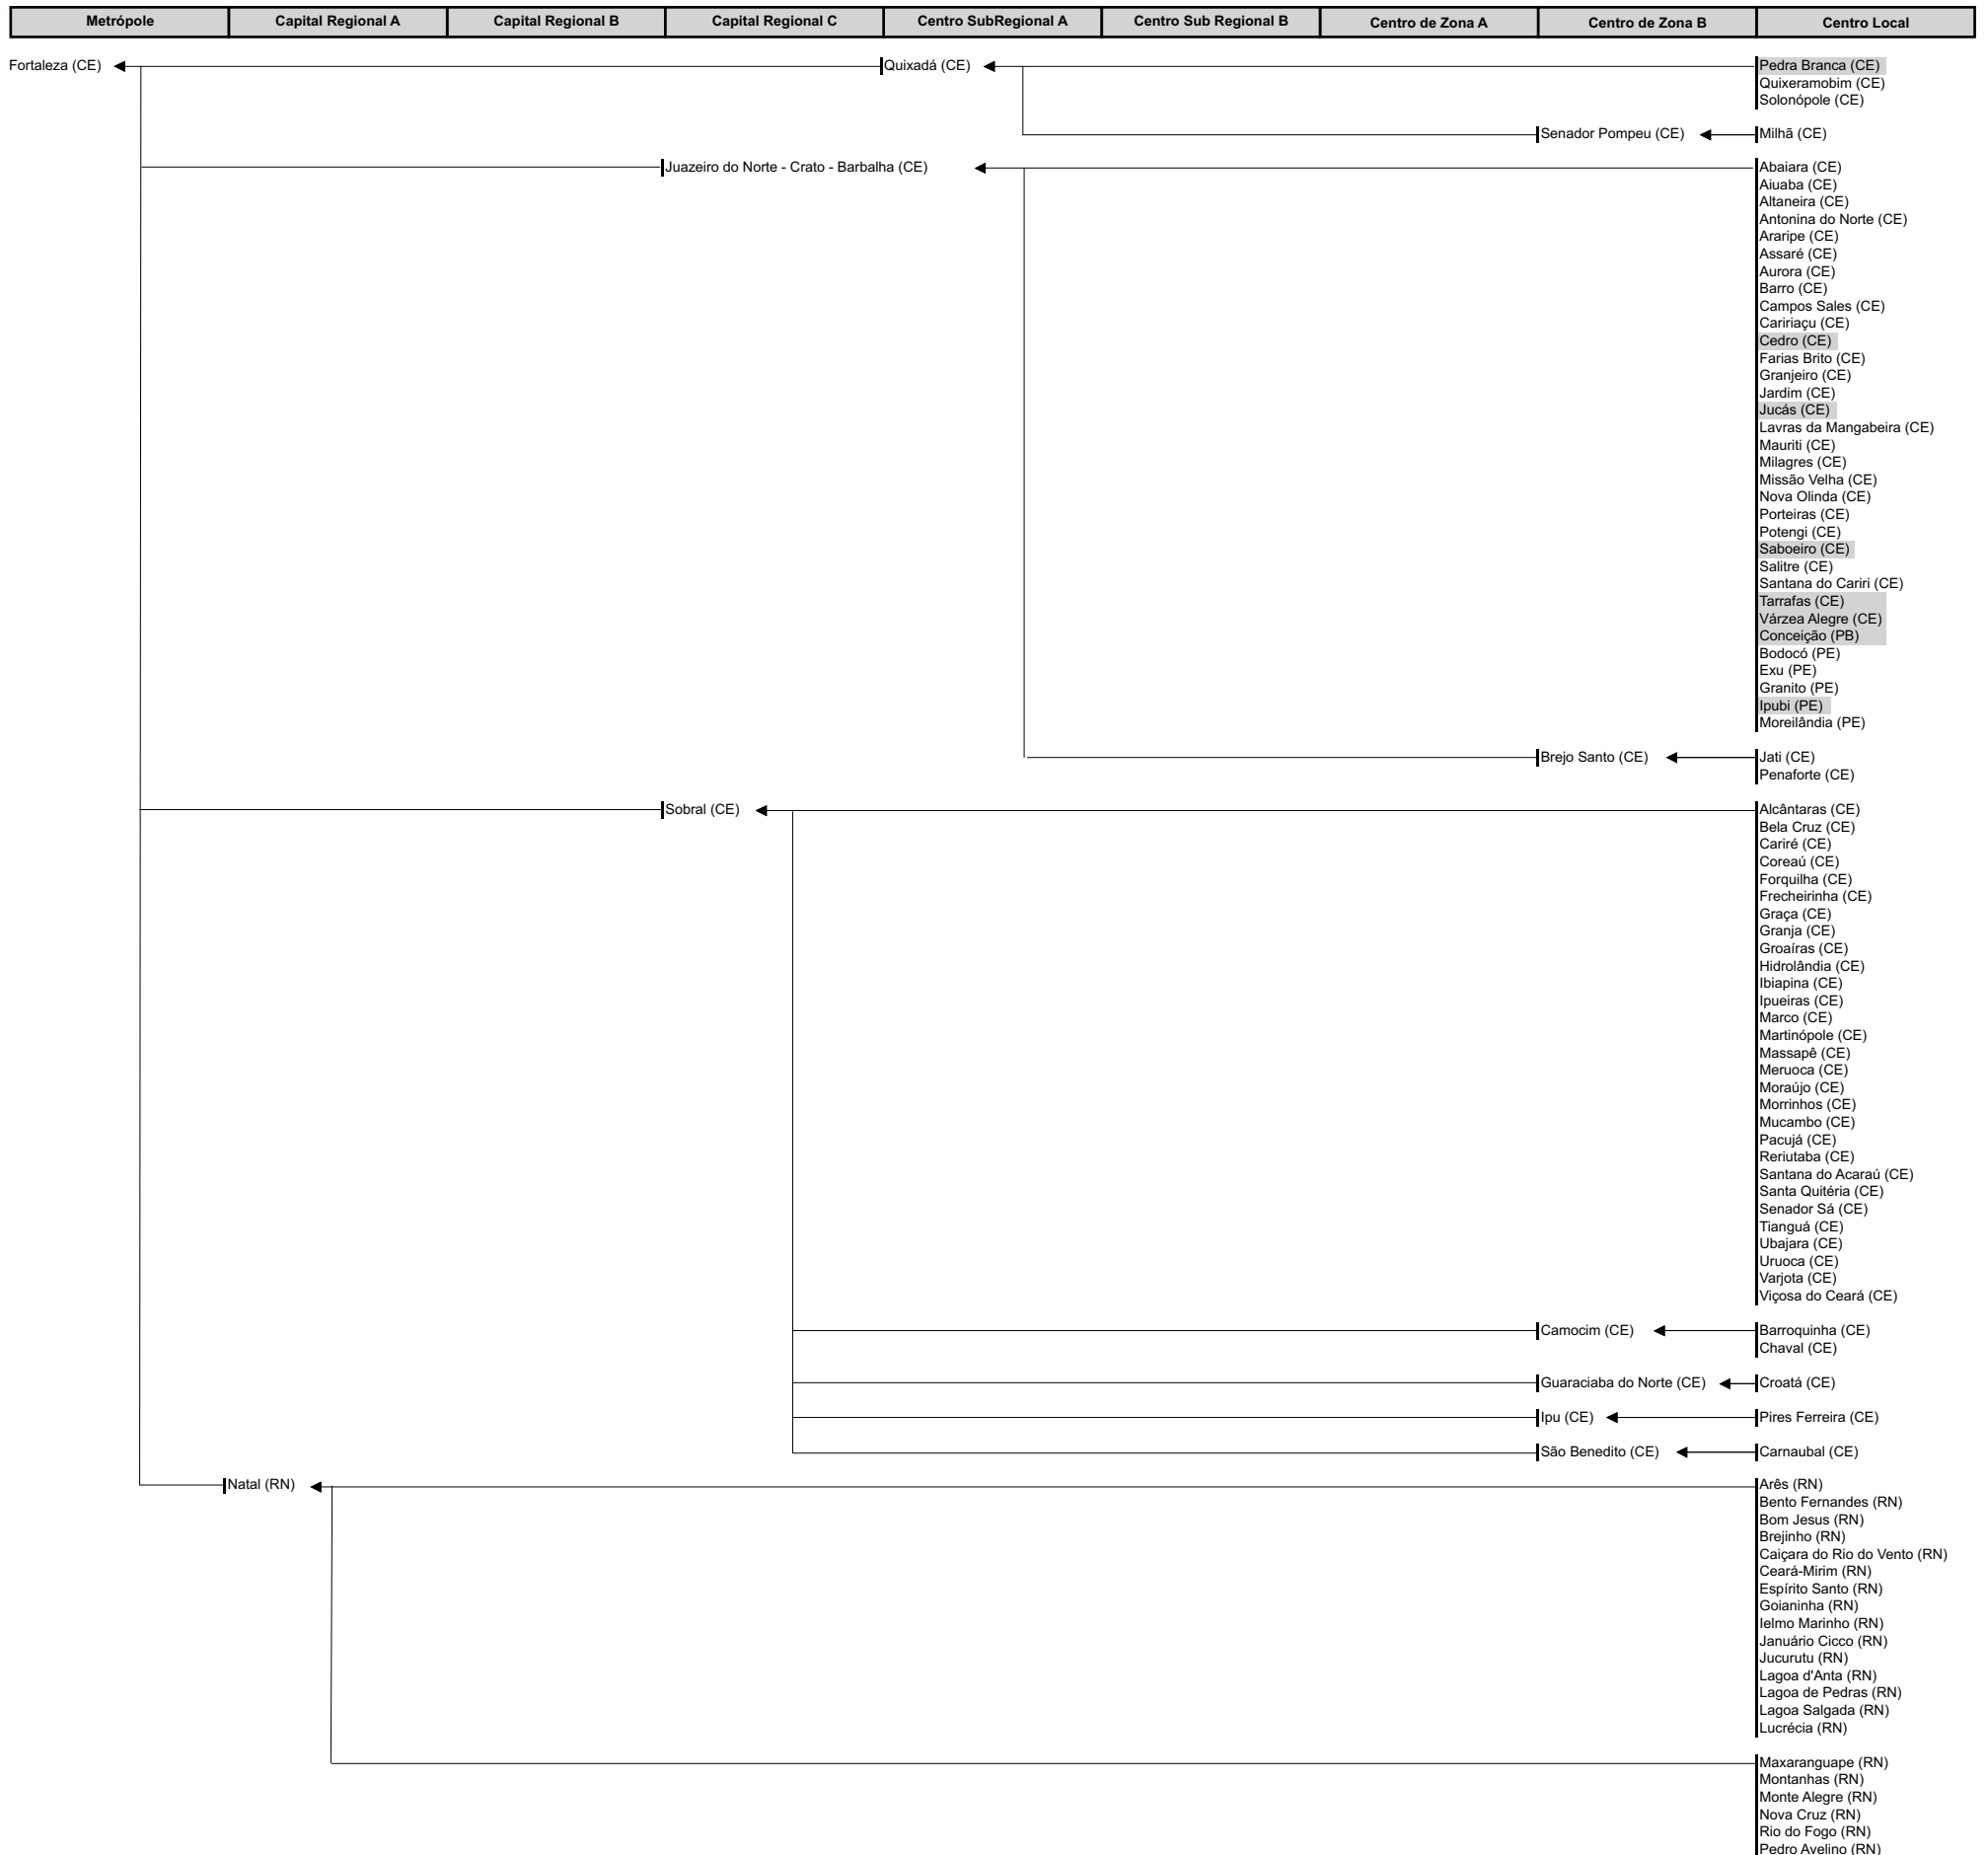 Metrópole Capital Regional A Capital Regional B Capital Regional C Centro SubRegional A Centro Sub Regional B Centro de Zona A Centro de Zona B Centro Local
Fortaleza (CE) Quixadá (CE) Pedra Branca (CE)
Quixeramobim (CE)
Solonópole (CE)
Senador Pompeu (CE) Milhã (CE)
Juazeiro do Norte - Crato - Barbalha (CE) Abaiara (CE)
Aiuaba (CE)
Altaneira (CE)
Antonina do Norte (CE)
Araripe (CE)
Assaré (CE)
Aurora (CE)
Barro (CE)
Campos Sales (CE)
Caririaçu (CE)
Cedro (CE)
Farias Brito (CE)
Granjeiro (CE)
Jardim (CE)
Jucás (CE)
Lavras da Mangabeira (CE)
Mauriti (CE)
Milagres (CE)
Missão Velha (CE)
Nova Olinda (CE)
Porteiras (CE)
Potengi (CE)
Saboeiro (CE)
Salitre (CE)
Santana do Cariri (CE)
Tarrafas (CE)
Várzea Alegre (CE)
Conceição (PB)
Bodocó (PE)
Exu (PE)
Granito (PE)
Ipubi (PE)
Moreilândia (PE)
Brejo Santo (CE) Jati (CE)
Penaforte (CE)
Sobral (CE) Alcântaras (CE)
Bela Cruz (CE)
Cariré (CE)
Coreaú (CE)
Forquilha (CE)
Frecheirinha (CE)
Graça (CE)
Granja (CE)
Groaíras (CE)
Hidrolândia (CE)
Ibiapina (CE)
Ipueiras (CE)
Marco (CE)
Martinópole (CE)
Massapê (CE)
Meruoca (CE)
Moraújo (CE)
Morrinhos (CE)
Mucambo (CE)
Pacujá (CE)
Reriutaba (CE)
Santana do Acaraú (CE)
Santa Quitéria (CE)
Senador Sá (CE)
Tianguá (CE)
Ubajara (CE)
Uruoca (CE)
Varjota (CE)
Viçosa do Ceará (CE)
Camocim (CE) Barroquinha (CE)
Chaval (CE)
Guaraciaba do Norte (CE) Croatá (CE)
Ipu (CE) Pires Ferreira (CE)
São Benedito (CE) Carnaubal (CE)
Natal (RN) Arês (RN)
Bento Fernandes (RN)
Bom Jesus (RN)
Brejinho (RN)
Caiçara do Rio do Vento (RN)
Ceará-Mirim (RN)
Espírito Santo (RN)
Goianinha (RN)
Ielmo Marinho (RN)
Januário Cicco (RN)
Jucurutu (RN)
Lagoa d'Anta (RN)
Lagoa de Pedras (RN)
Lagoa Salgada (RN)
Lucrécia (RN)
Maxaranguape (RN)
Montanhas (RN)
Monte Alegre (RN)
Nova Cruz (RN)
Rio do Fogo (RN)
Pedro Avelino (RN)